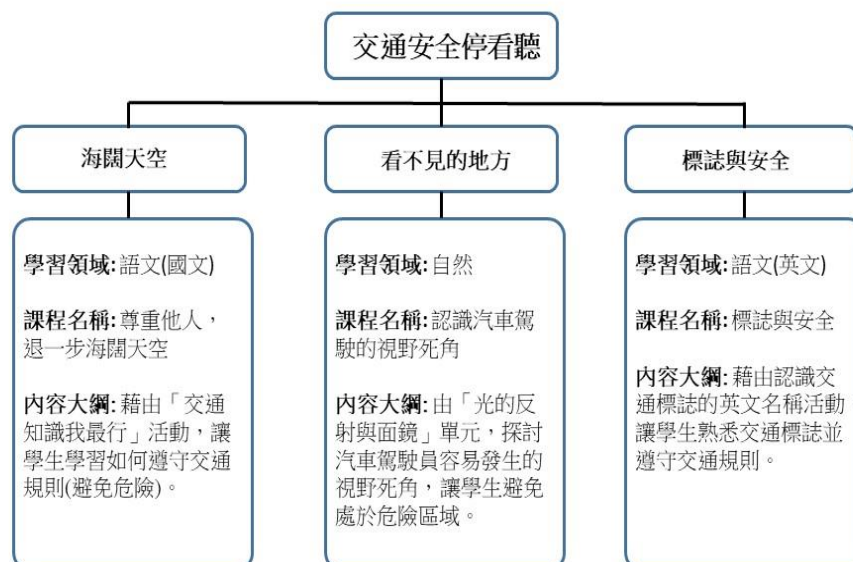 交通安全停看聽
海闊天空
看不見的地方
標誌與安全
學習領域:語文(國文)
課程名稱:尊重他人，
退一步海闊天空
內容大綱:藉由「交通
知識我最行」活動，讓
學生學習如何遵守交通
規則(避免危險)。
學習領域:自然
課程名稱:認識汽車駕
駛的視野死角
內容大綱:由「光的反
射與面鏡」單元，探討
汽車駕駛員容易發生的
視野死角，讓學生避免
處於危險區域。
學習領域:語文(英文)
課程名稱:標誌與安全
內容大綱:藉由認識交
通標誌的英文名稱活動
讓學生熟悉交通標誌並
遵守交通規則。